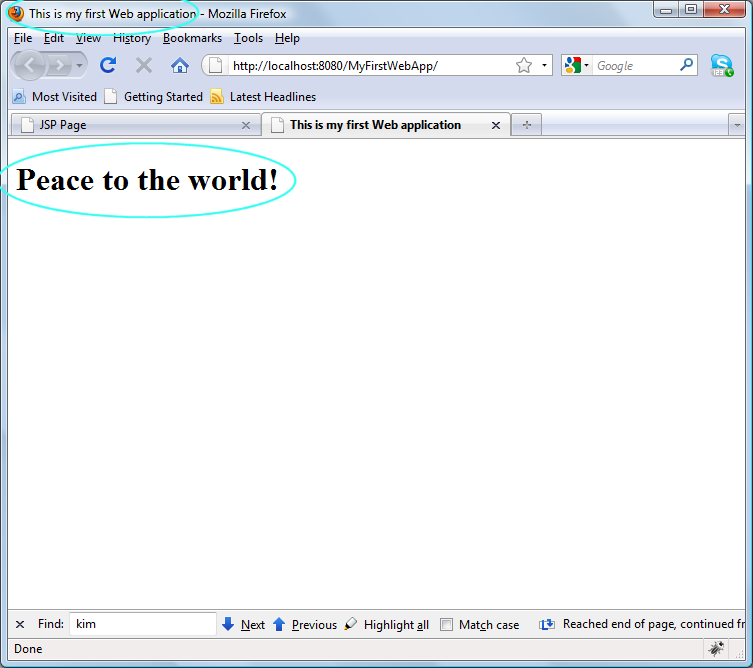 This is my first Web application - Mozilla Firefox
File Edit View History Bookmarks Tools Help
http://localhost:8080/MyFirstWebApp/ Google
Most Visited Getting Started Latest Headlines
JSP Page This is my first Web application
Peace to the world!
Find: kim Next Previous Highlight all Match case Reached end of page, continued fr
Done